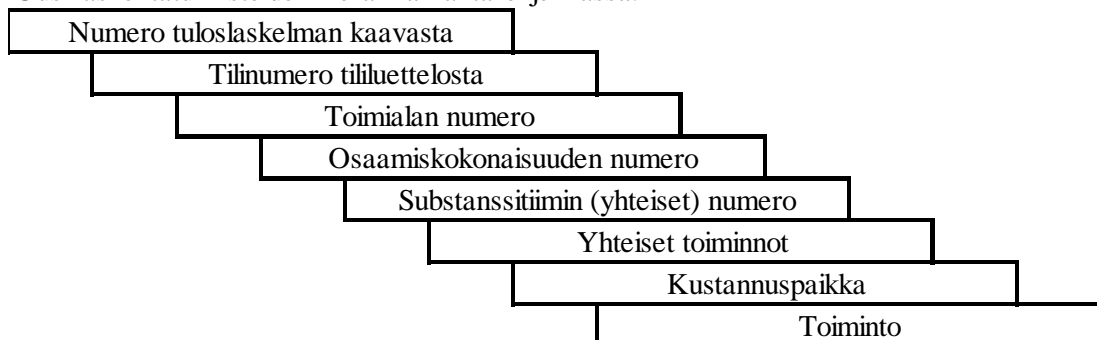 Numero tuloslaskelman kaavasta
Tilinumero tililuettelosta
Toimialan numero
Osaamiskokonaisuuden numero
Substanssitiimin (yhteiset) numero
Yhteiset toiminnot
Kustannuspaikka
Toiminto